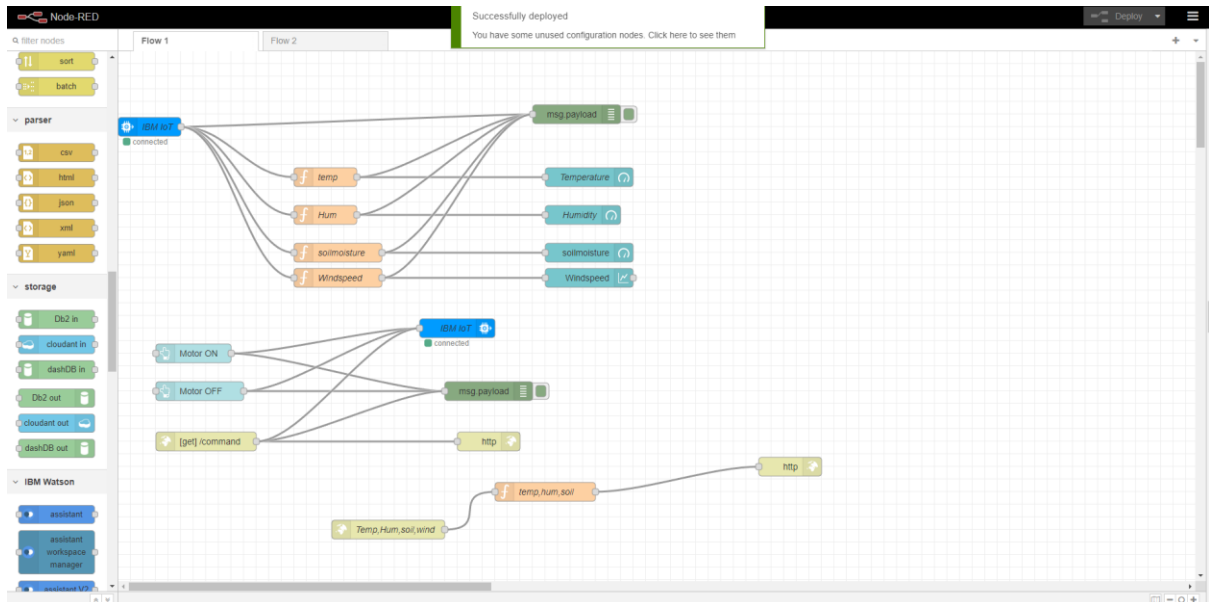 Node-RED
Successfully deployed
You have some unused configuration nodes. Click here to see them
Deploy
filter nodes
Flow 1
Flow 2
sort
batch
parser
csv
html
json
xml
yaml
storage
Db2 in
cloudant in
dashDB in
Db2 out
cloudant out
dashDB out
IBM Watson
assistant
assistant
workspace
manager
assistant V2
IBM IoT
connected
msg.payload
temp
Temperature
Hum
Humidity
soilmoisture
soilmoisture
Windspeed
Windspeed
IBM IoT
connected
Motor ON
Motor OFF
msg.payload
[get] /command
http
http
temp,hum,soil
Temp,Hum,soil,wind